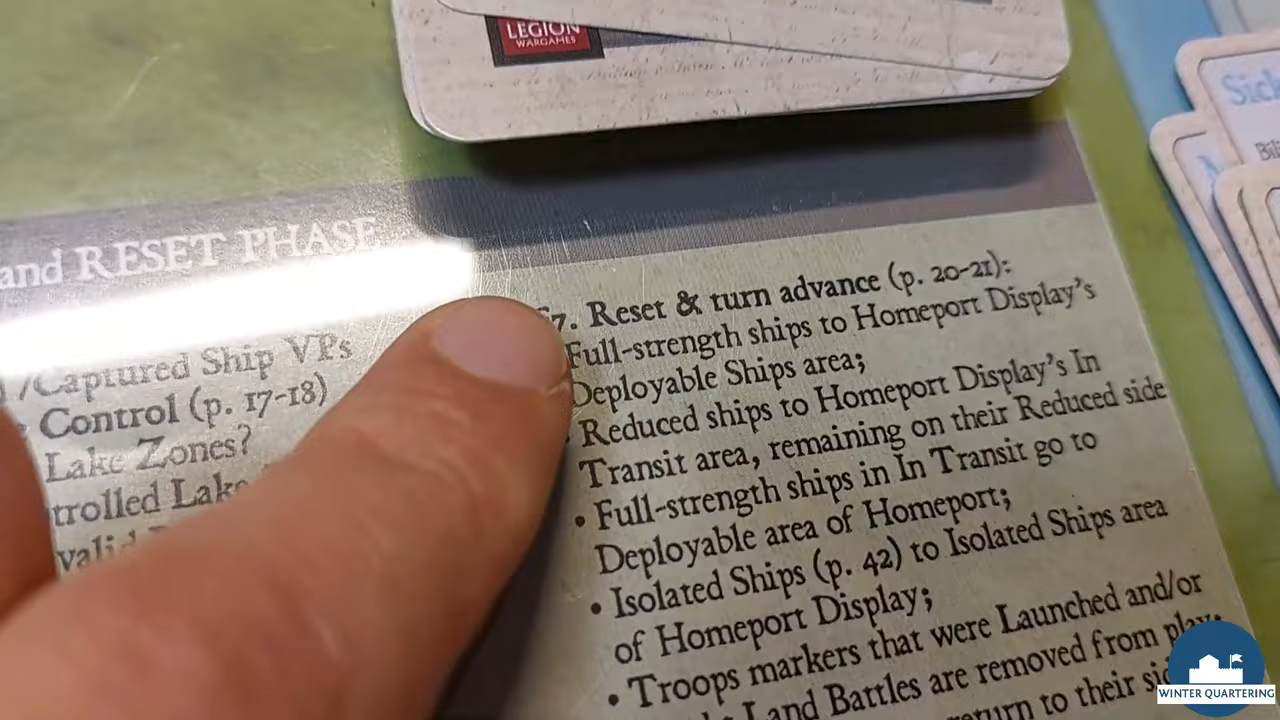 LEGION
WARGAMES
and RESET PHASE
/Captured Ship VPs
Control (p. 17-18)
Lake Zones?
7. Reset & turn advance (p. 20-21):
Full-strength ships to Homeport Display's
Deployable Ships area;
Reduced ships to Homeport Display's In
Transit area, remaining on their Reduced side
• Full-strength ships in In Transit go to
Deployable area of Homeport;
• Isolated Ships (p. 42) to Isolated Ships area
of Homeport Display;
• Troops markers that were Launched and/or
Land Battles are removed from play;
return to their
WINTER QUARTERING